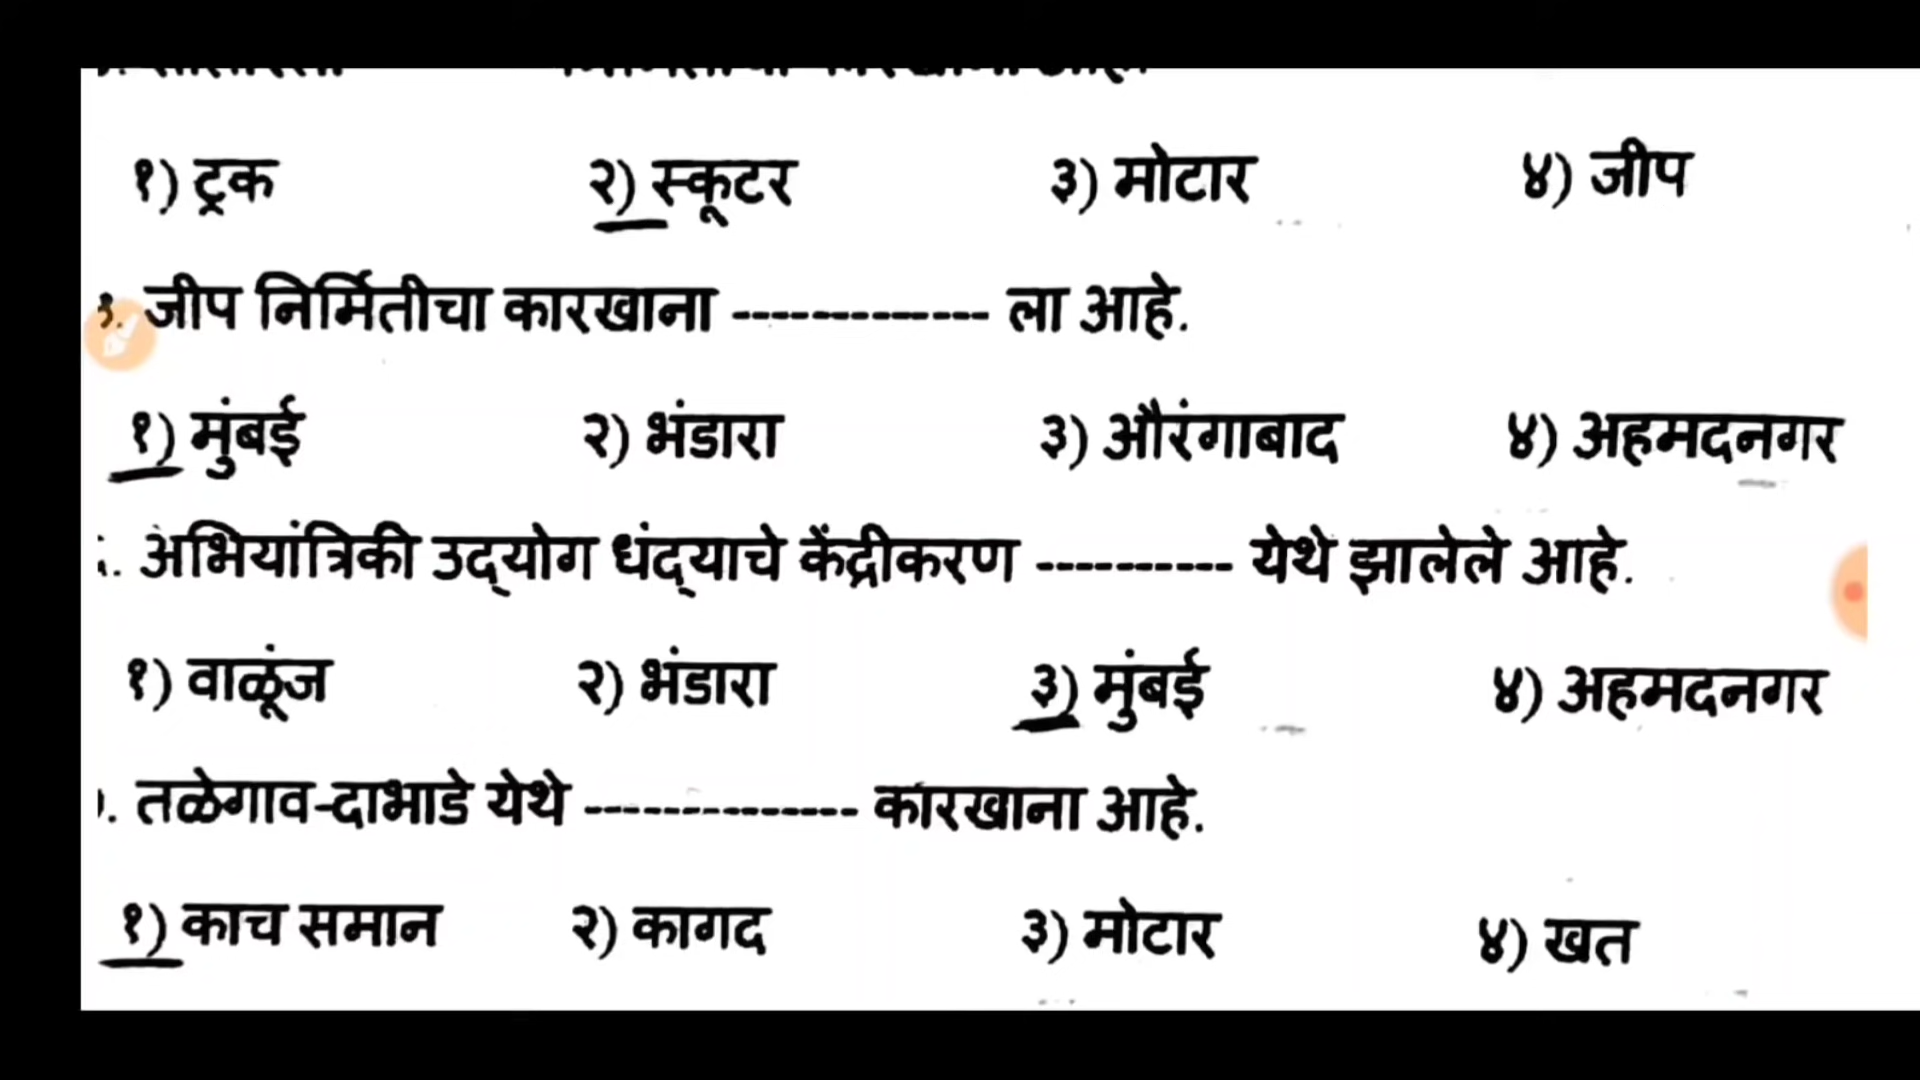 १) ट्रक २) स्कूटर ३) मोटार ४) जीप
जीप निर्मितीचा कारखाना ------------- ला आहे.
१) मुंबई २) भंडारा ३) औरंगाबाद ४) अहमदनगर
अभियांत्रिकी उद्‌योग धंद्‌याचे केंद्रीकरण ---------- येथे झालेले आहे.
१) वाळूंज २) भंडारा ३) मुंबई ४) अहमदनगर
तळेगाव-दाभाडे येथे -------------- कारखाना आहे.
१) काच समान २) कागद ३) मोटार ४) खत